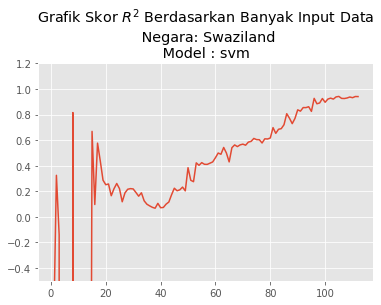 Grafik Skor R² Berdasarkan Banyak Input Data
Negara: Swaziland
Model : svm
1.2
1.0
0.8
0.6
0.4
0.2
0.0
−0.2
−0.4
0 20 40 60 80 100